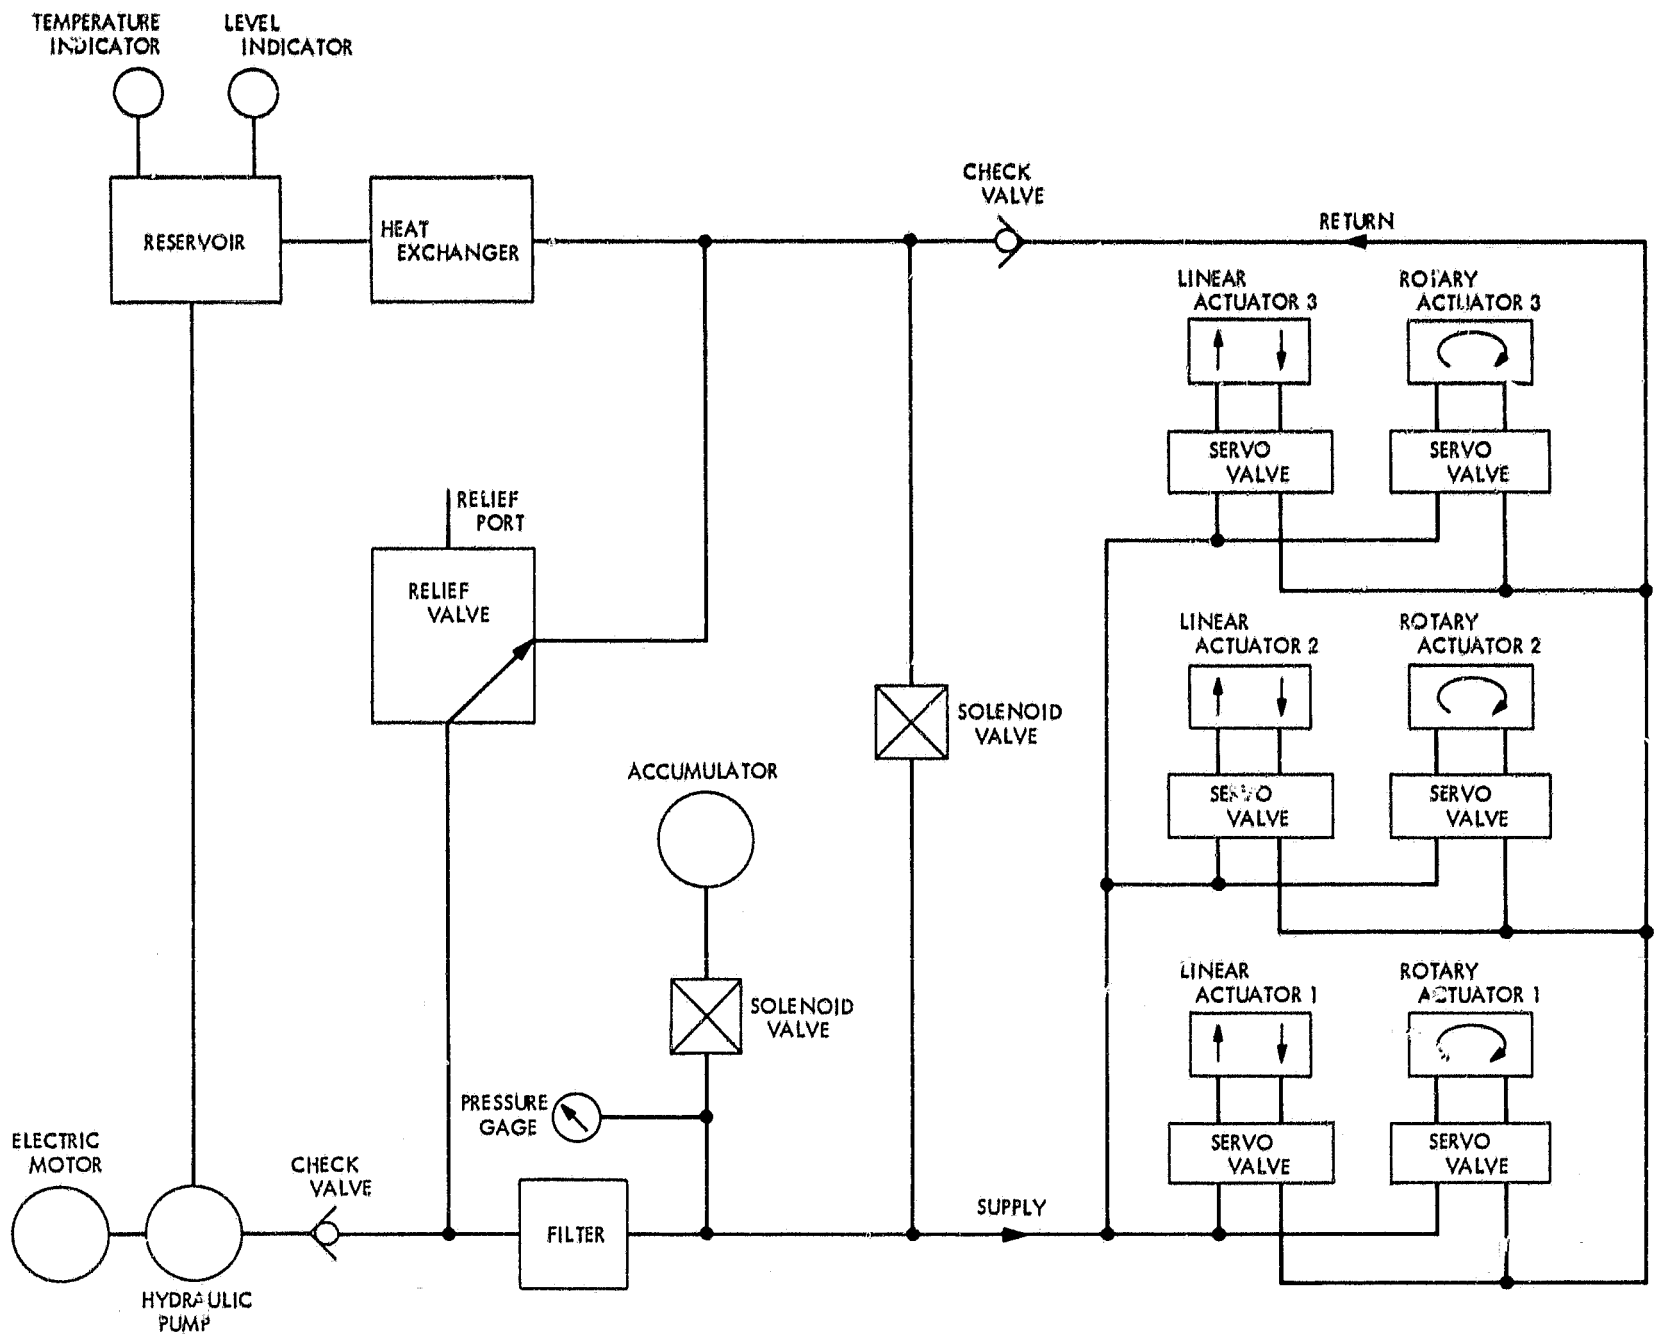 TEMPERATURE
INDICATOR
LEVEL
INDICATOR
RESERVOIR
HEAT
EXCHANGER
CHECK
VALVE
RETURN
LINEAR
ACTUATOR 3
ROTARY
ACTUATOR 3
SERVO
VALVE
SERVO
VALVE
RELIEF
PORT
RELIEF
VALVE
LINEAR
ACTUATOR 2
ROTARY
ACTUATOR 2
SOLENOID
VALVE
ACCUMULATOR
SERVO
VALVE
SERVO
VALVE
LINEAR
ACTUATOR 1
ROTARY
ACTUATOR 1
SOLENOID
VALVE
PRESSURE
GAGE
ELECTRIC
MOTOR
CHECK
VALVE
SERVO
VALVE
SERVO
VALVE
FILTER
SUPPLY
HYDRAULIC
PUMP